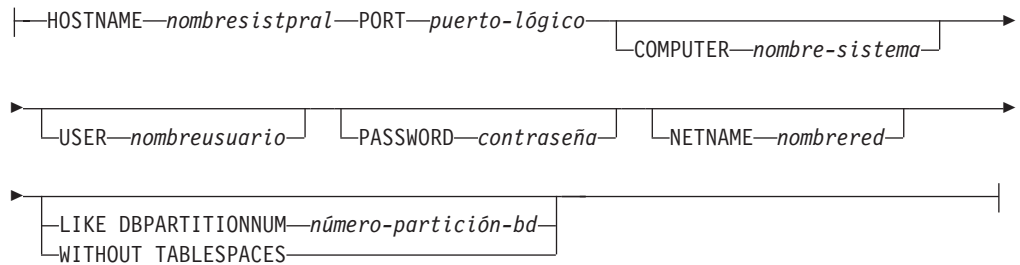 HOSTNAME nombresistpral PORT puerto-lógico
COMPUTER nombre-sistema
USER nombreusuario PASSWORD contraseña NETNAME nombrered
LIKE DBPARTITIONNUM número-partición-bd
WITHOUT TABLESPACES